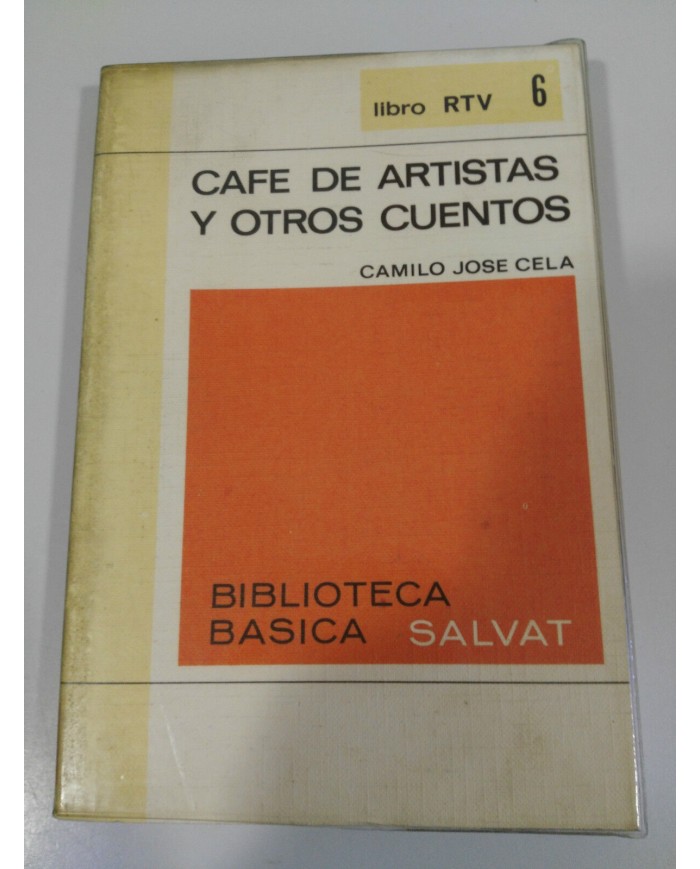 libro RTV 6
CAFE DE ARTISTAS
Y OTROS CUENTOS
CAMILO JOSE CELA
BIBLIOTECA
BASICA SALVAT